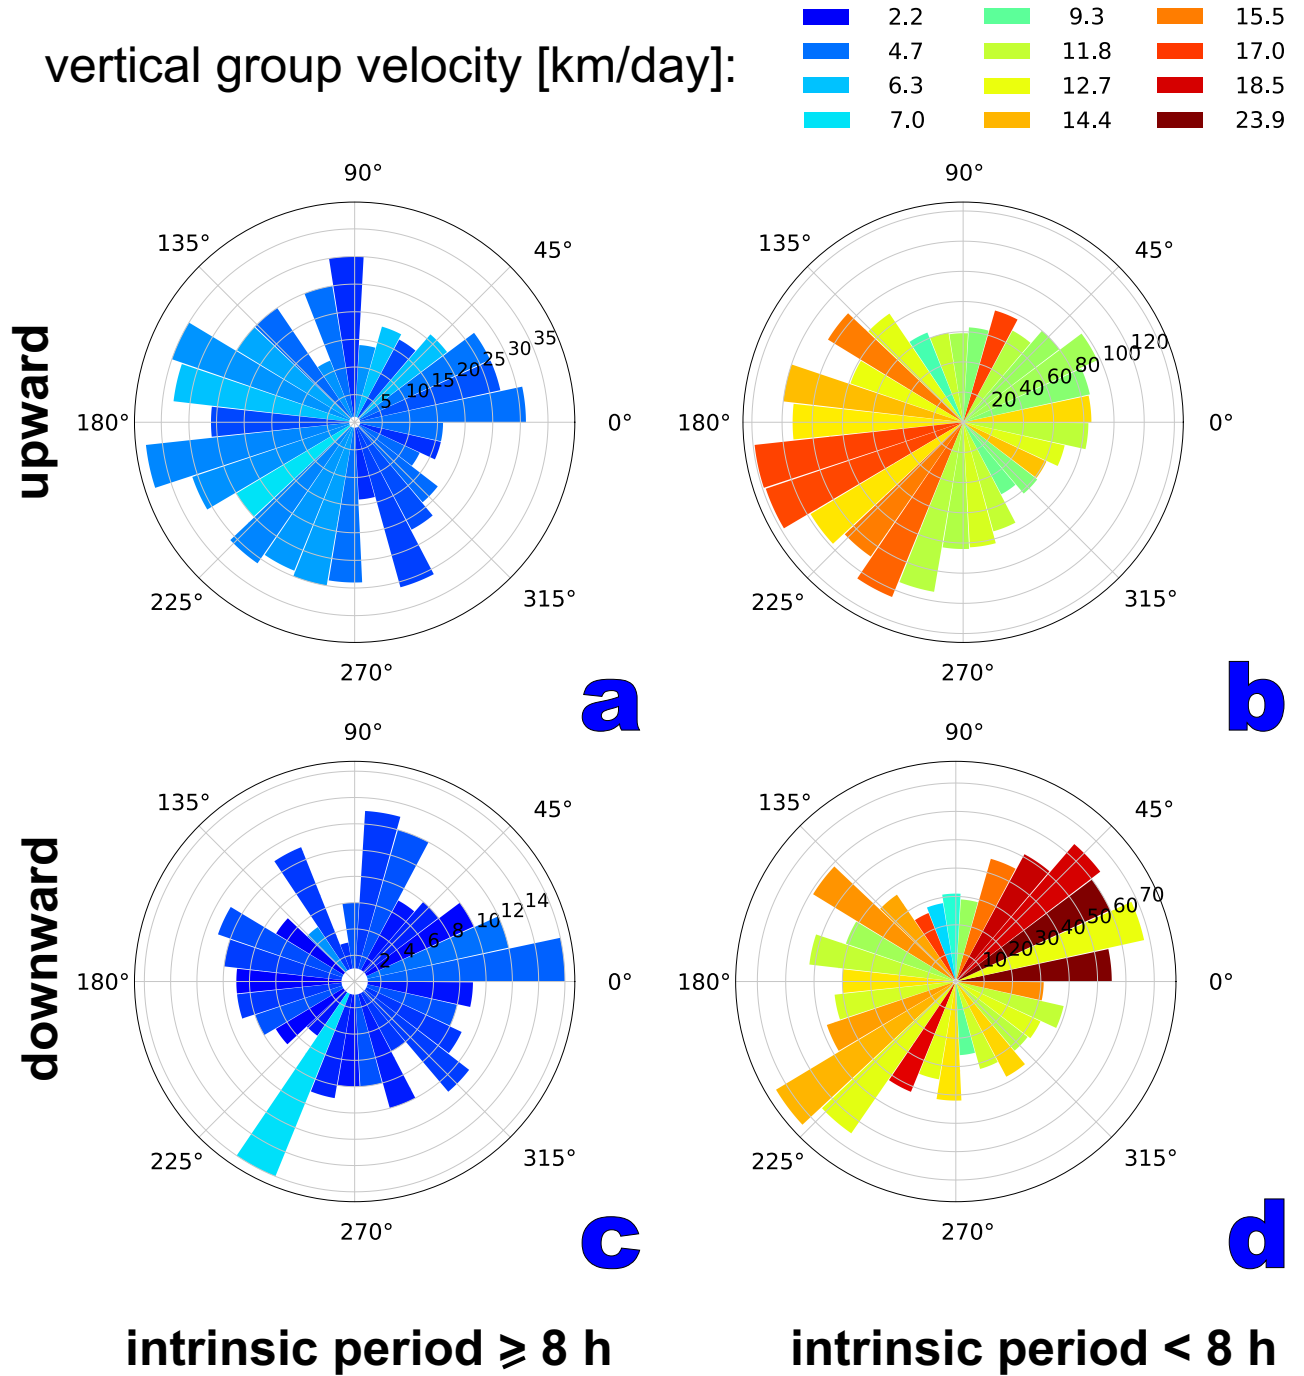 vertical group velocity [km/day]:
2.2 9.3 15.5
4.7 11.8 17.0
6.3 12.7 18.5
7.0 14.4 23.9
upward
90° 90°
135° 45° 135° 45°
5 10 15 20 25 30 35 20 40 60 80 100 120
180° 0° 180° 0°
225° 315° 225° 315°
270° 270°
a b
downward
90° 90°
135° 45° 135° 45°
2 4 6 8 10 12 14 10 20 30 40 50 60 70
180° 0° 180° 0°
225° 315° 225° 315°
270° 270°
c d
intrinsic period ⩾ 8 h intrinsic period < 8 h